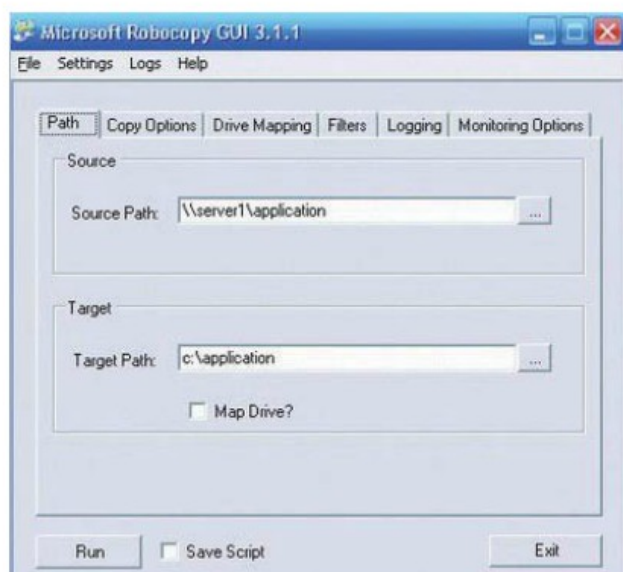 Microsoft Robocopy GUI 3.1.1
File Settings Logs Help
Path Copy Options Drive Mapping Filters Logging Monitoring Options
Source
Source Path: \\server1\application ...
Target
Target Path: c:\application ...
Map Drive?
Run Save Script Exit